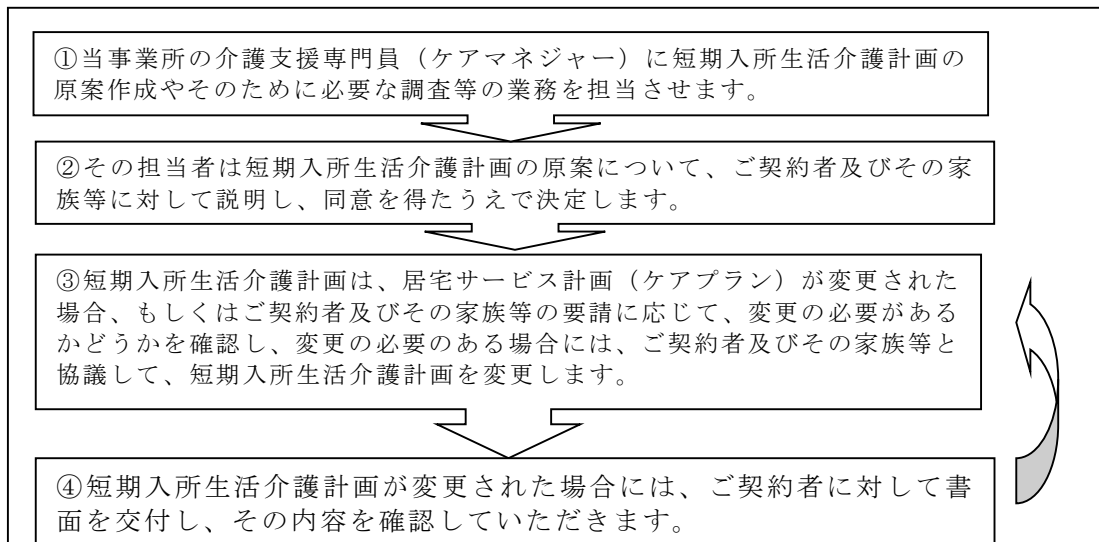 ①当事業所の介護支援専門員（ケアマネジャー）に短期入所生活介護計画の
原案作成やそのために必要な調査等の業務を担当させます。
②その担当者は短期入所生活介護計画の原案について、ご契約者及びその家
族等に対して説明し、同意を得たうえで決定します。
③短期入所生活介護計画は、居宅サービス計画（ケアプラン）が変更された
場合、もしくはご契約者及びその家族等の要請に応じて、変更の必要がある
かどうかを確認し、変更の必要のある場合には、ご契約者及びその家族等と
協議して、短期入所生活介護計画を変更します。
④短期入所生活介護計画が変更された場合には、ご契約者に対して書
面を交付し、その内容を確認していただきます。